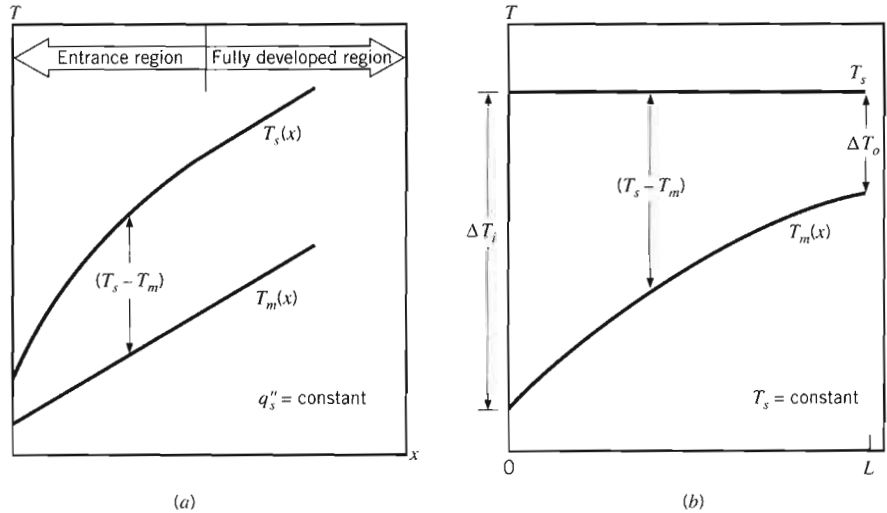 T
Entrance region
Fully developed region
T_s(x)
(T_s – T_m)
T_m(x)
q_s" = constant
x
(a)
T
T_s
ΔT_o
(T_s – T_m)
ΔT_i
T_m(x)
T_s = constant
0
L
(b)